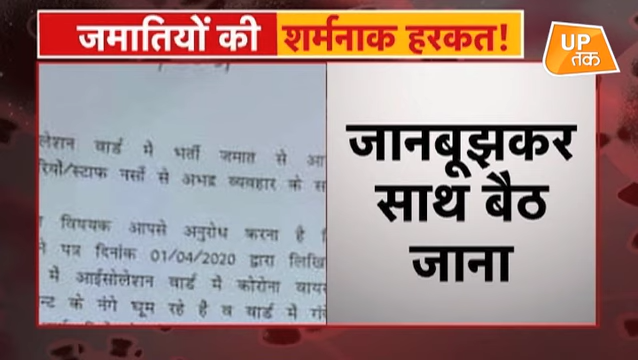 जमातियों की शर्मनाक हरकत!
UP
तक
लेशन वार्ड में भर्ती जमात से आ
रियों/स्टाफ नर्सों से अभद्र व्यवहार के स
विषयक आपसे अनुरोध करना है
पत्र दिनांक 01/04/2020 द्वारा लिखि
में आईसोलेशन वार्ड में कोरोना वाय
न्ट के नंगे घूम रहे है व वार्ड में गं
जानबूझकर
साथ बैठ
जाना